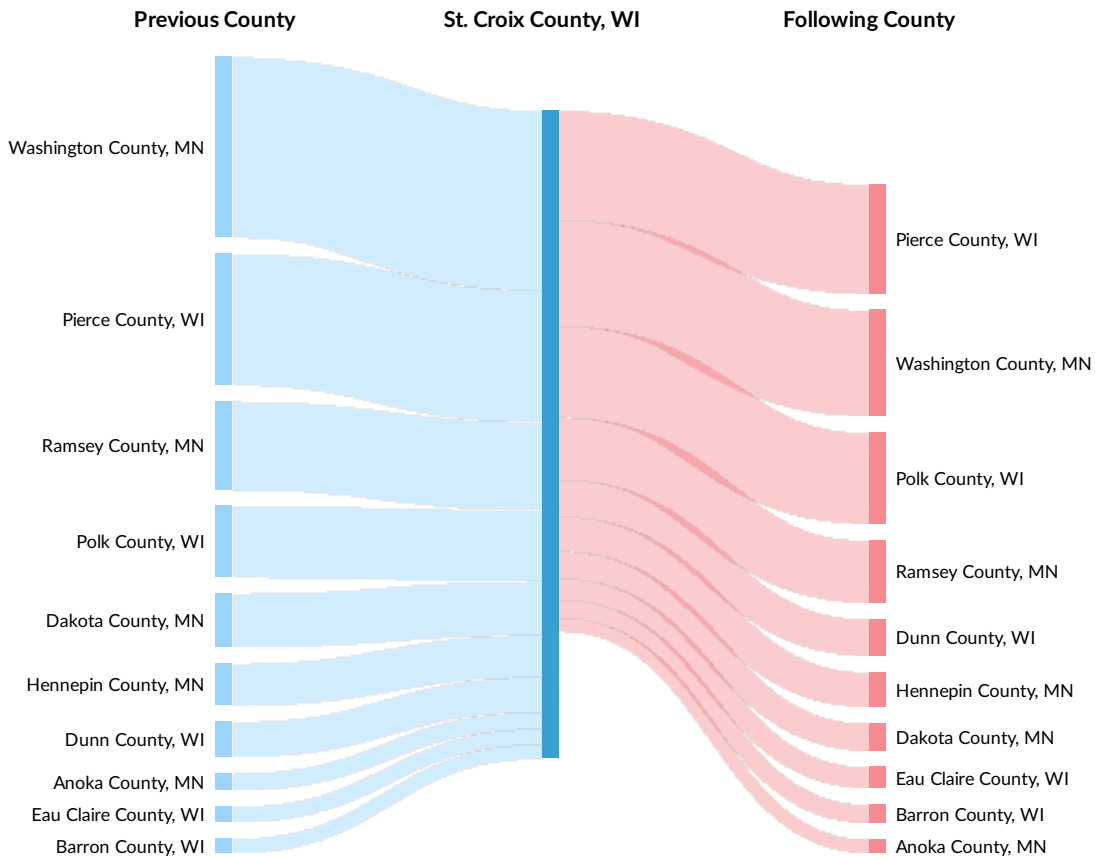 Previous County
St. Croix County, WI
Following County
Washington County, MN
Pierce County, WI
Ramsey County, MN
Polk County, WI
Dakota County, MN
Hennepin County, MN
Dunn County, WI
Anoka County, MN
Eau Claire County, WI
Barron County, WI
Pierce County, WI
Washington County, MN
Polk County, WI
Ramsey County, MN
Dunn County, WI
Hennepin County, MN
Dakota County, MN
Eau Claire County, WI
Barron County, WI
Anoka County, MN